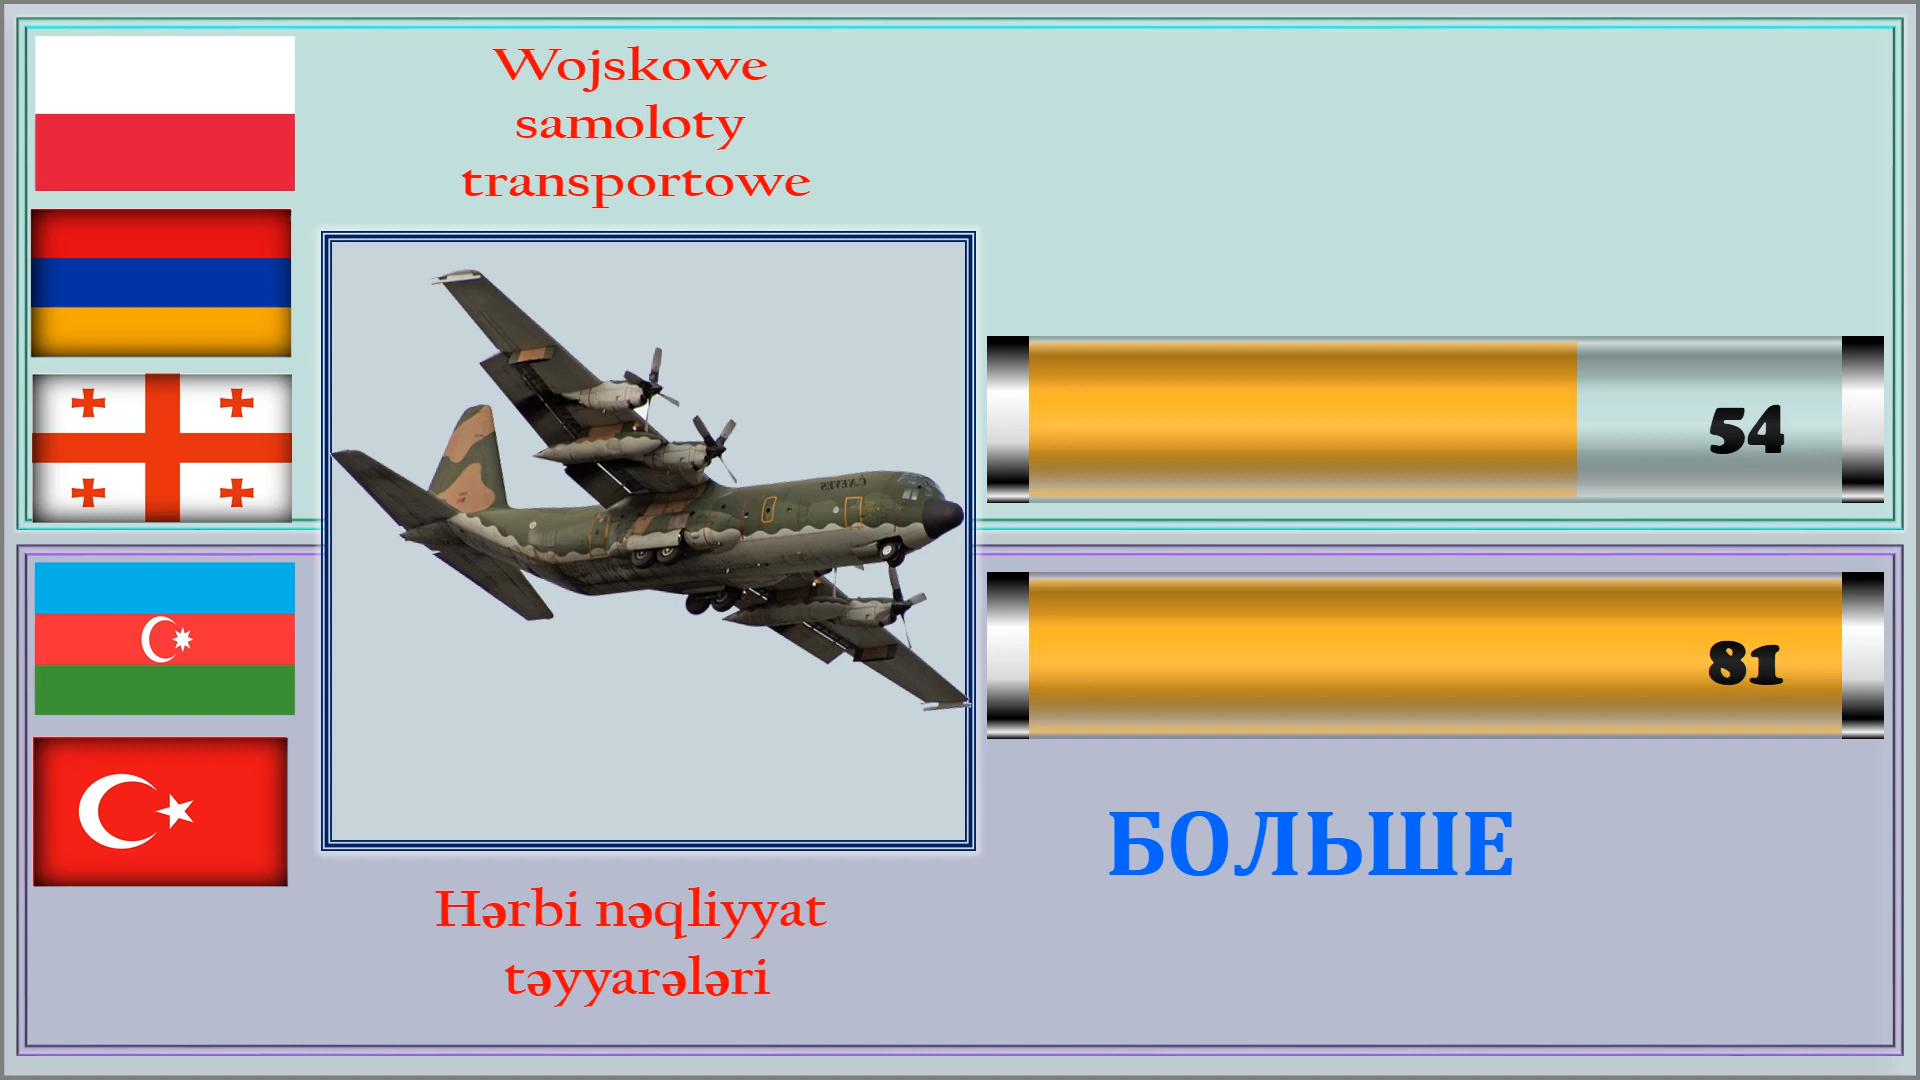 Wojskowe
samoloty
transportowe
54
81
БОЛЬШЕ
Hərbi nəqliyyat
təyyarələri